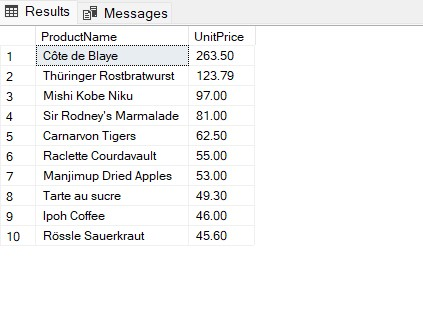 Results Messages
ProductName UnitPrice
1 Côte de Blaye 263.50
2 Thüringer Rostbratwurst 123.79
3 Mishi Kobe Niku 97.00
4 Sir Rodney's Marmalade 81.00
5 Carnarvon Tigers 62.50
6 Raclette Courdavault 55.00
7 Manjimup Dried Apples 53.00
8 Tarte au sucre 49.30
9 Ipoh Coffee 46.00
10 Rössle Sauerkraut 45.60